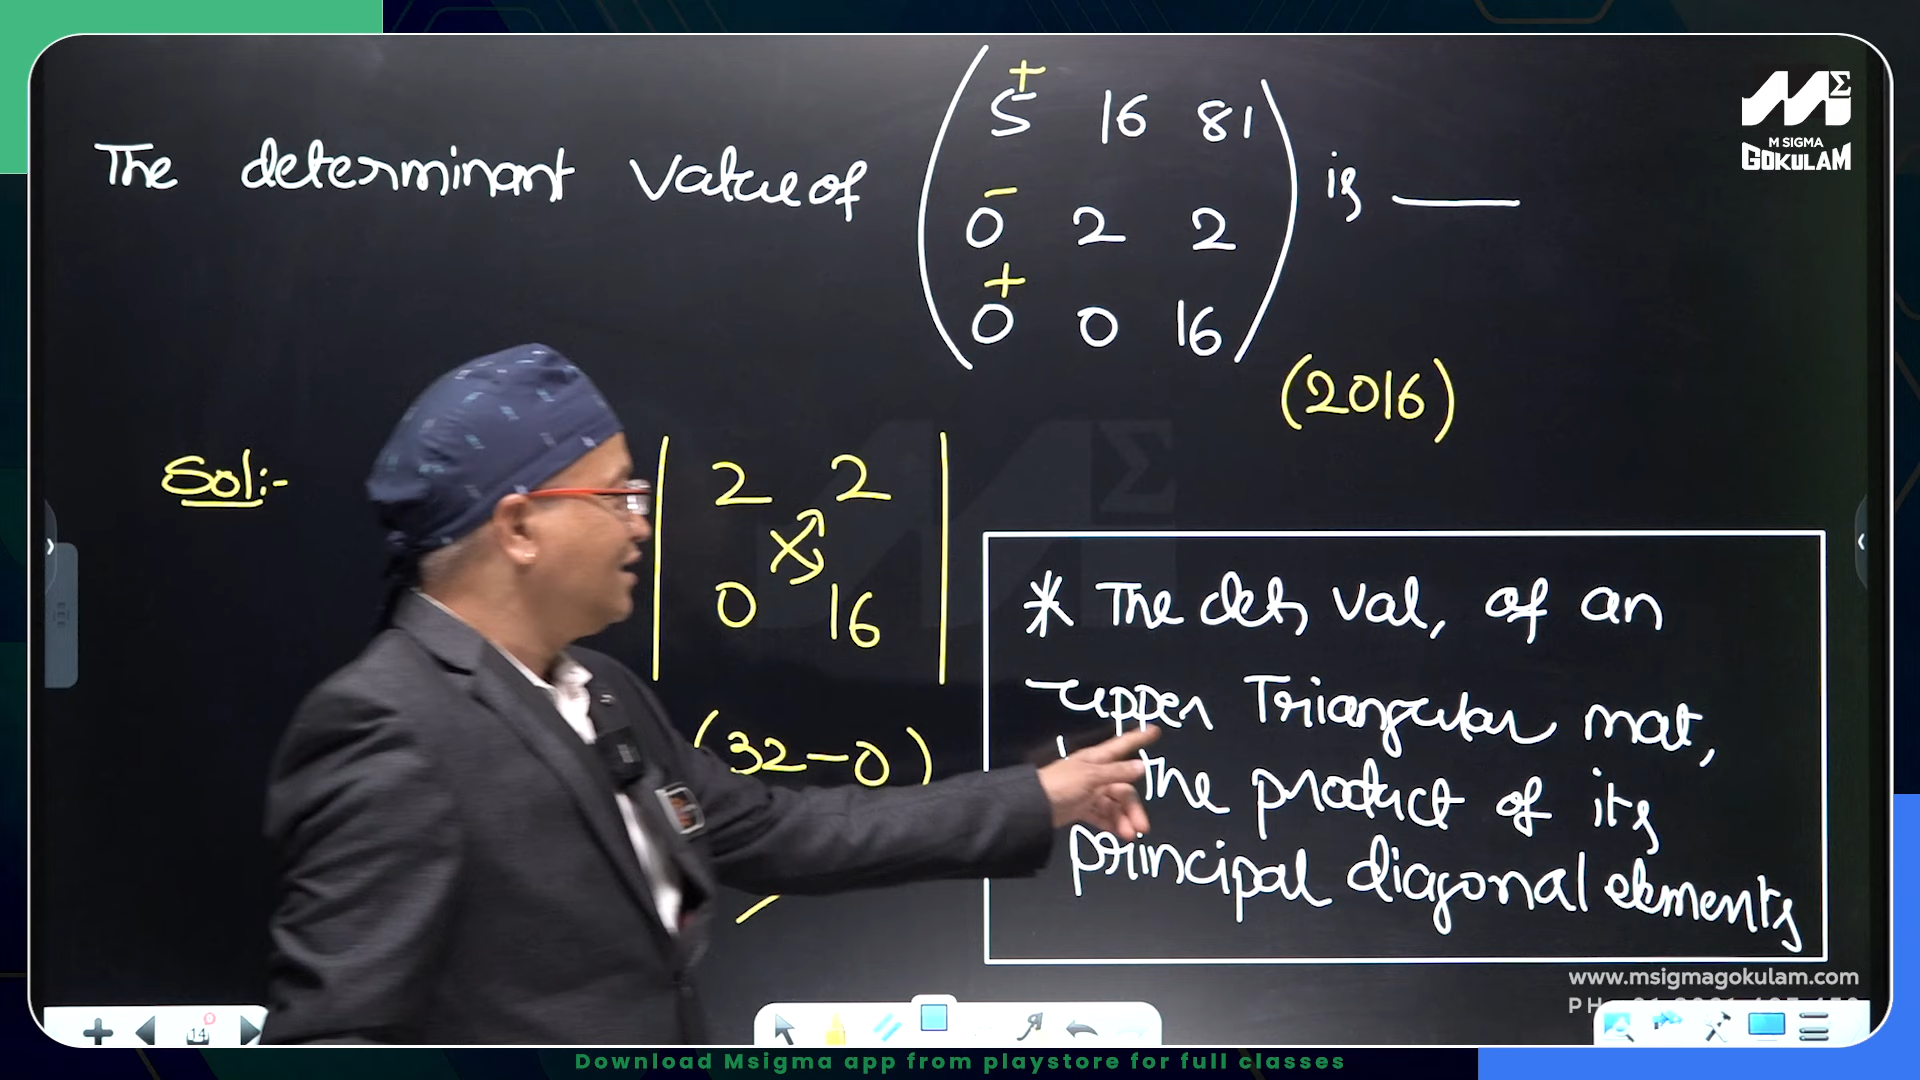 M SIGMA
GOKULAM
The determinant value of
5 16 81
0 2 2
0 0 16
is ____
+
-
+
(2016)
Sol:-
2 2
0 16
(32-0)
* The det, val, of an
upper Triangular mat,
the product of its
principal diagonal elements
www.msigmagokulam.com
14
Download Msigma app from playstore for full classes